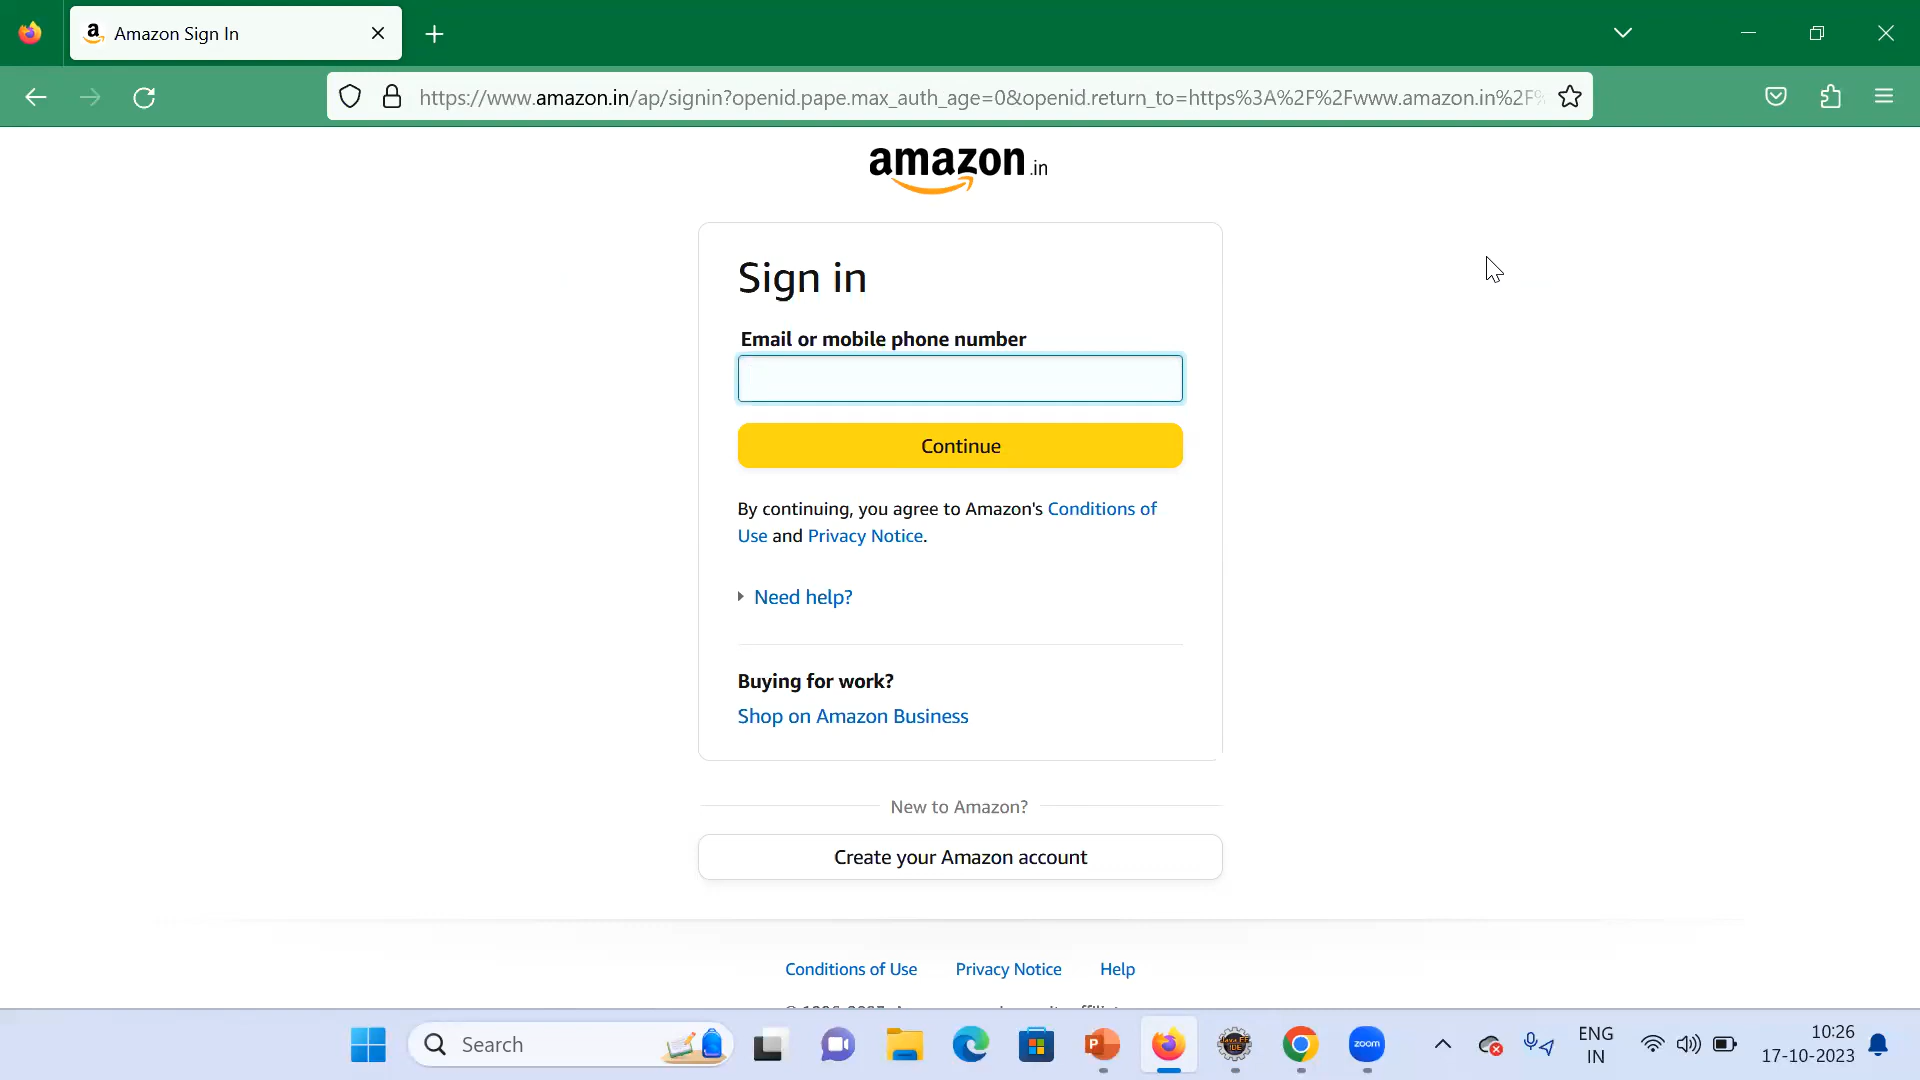 Amazon Sign In
https://www.amazon.in/ap/signin?openid.pape.max_auth_age=0&openid.return_to=https%3A%2F%2Fwww.amazon.in%2F%
amazon.in
Sign in
Email or mobile phone number
Continue
By continuing, you agree to Amazon's Conditions of
Use and Privacy Notice.
Need help?
Buying for work?
Shop on Amazon Business
New to Amazon?
Create your Amazon account
Conditions of Use Privacy Notice Help
Search
zoom
ENG
IN
10:26
17-10-2023